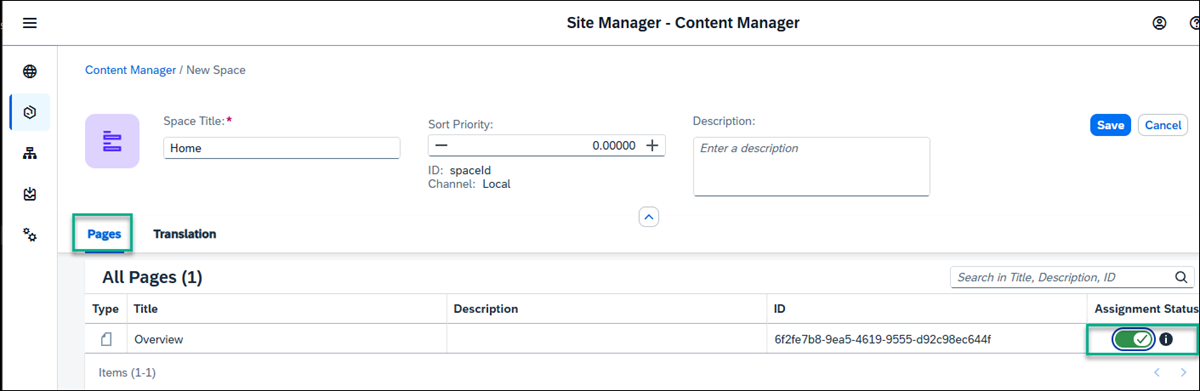 Site Manager - Content Manager
Content Manager / New Space
Space Title:*
Home
Sort Priority:
0.00000
ID: spaceId
Channel: Local
Description:
Enter a description
Save
Cancel
Pages
Translation
All Pages (1)
Search in Title, Description, ID
Type Title Description ID Assignment Status
Overview 6f2fe7b8-9ea5-4619-9555-d92c98ec644f
Items (1-1)